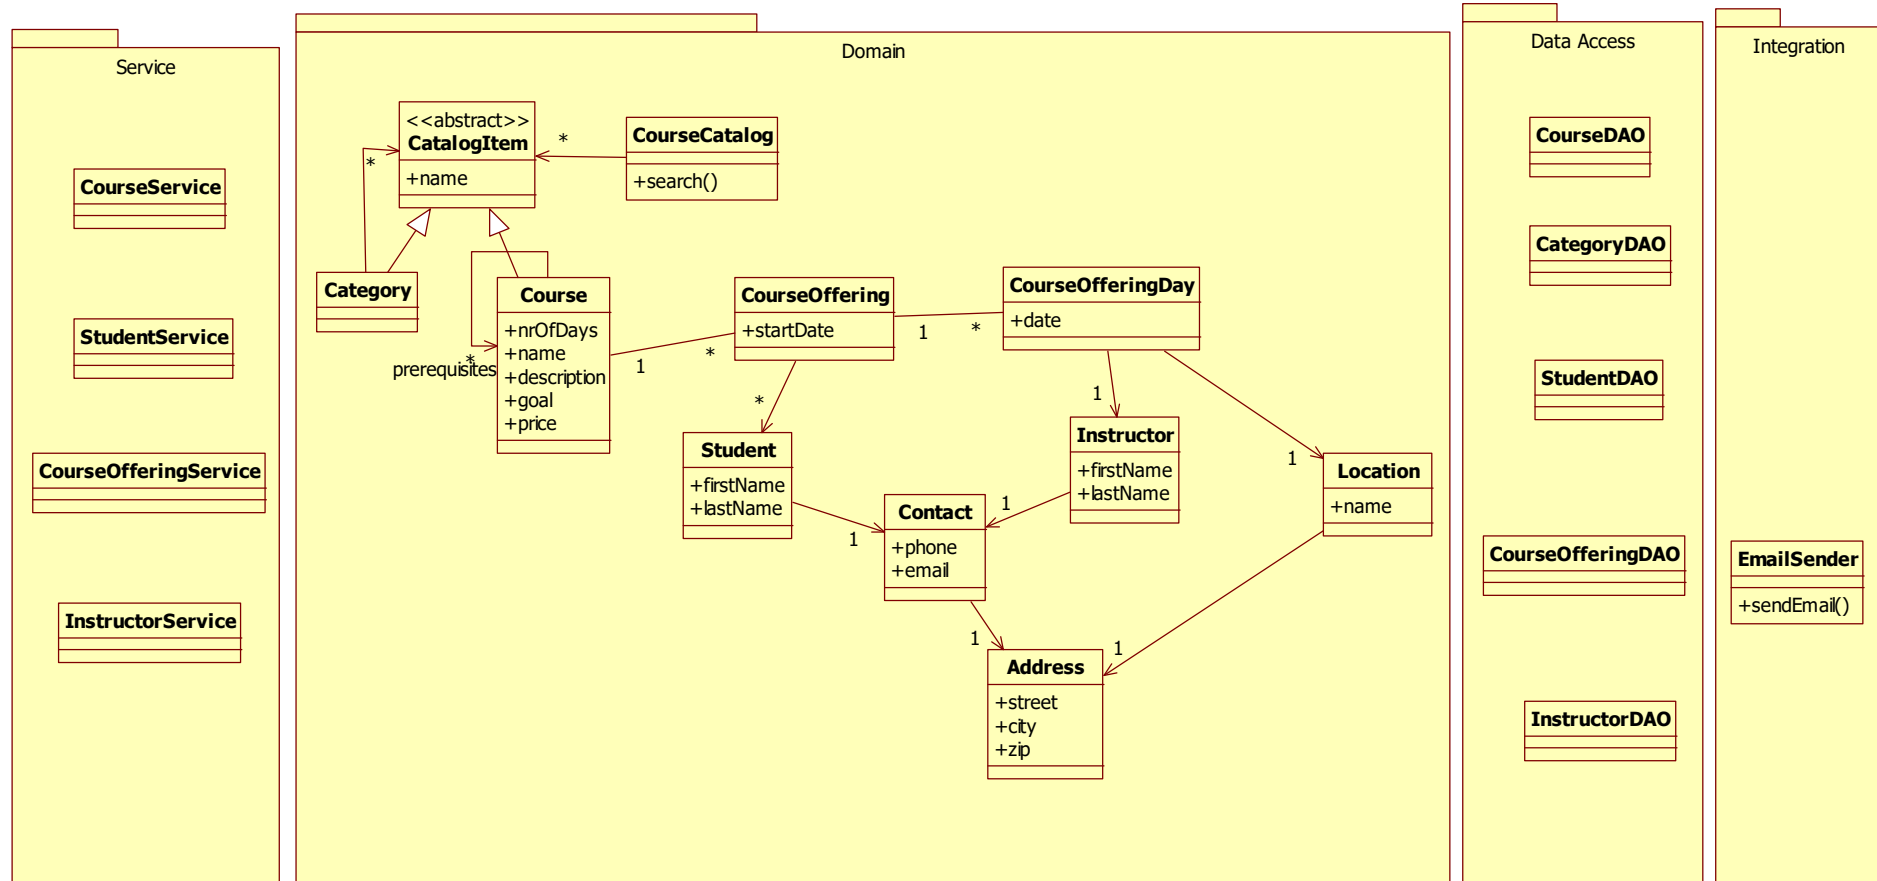 Service
CourseService
StudentService
CourseOfferingService
InstructorService
Domain
<<abstract>>
CatalogItem
+name
*
*
CourseCatalog
+search()
Category
Course
+nrOfDays
+name
+description
+goal
+price
*
prerequisites
1
*
CourseOffering
+startDate
1
*
CourseOfferingDay
+date
*
1
1
Student
+firstName
+lastName
Instructor
+firstName
+lastName
Location
+name
1
1
Contact
+phone
+email
1
1
Address
+street
+city
+zip
Data Access
CourseDAO
CategoryDAO
StudentDAO
CourseOfferingDAO
InstructorDAO
Integration
EmailSender
+sendEmail()